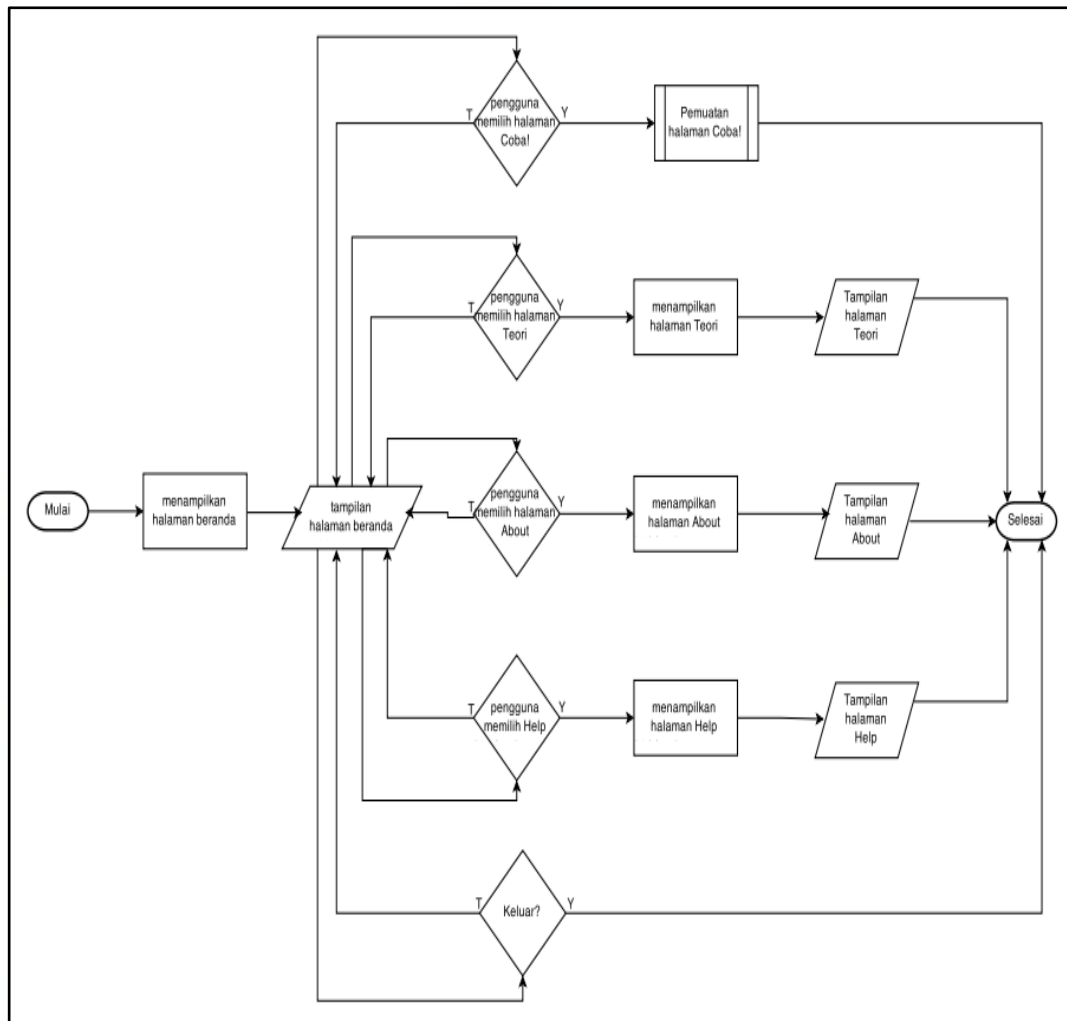 pengguna
memilih halaman
Coba!
T
Y
Pemuatan
halaman Coba!
pengguna
memilih halaman
Teori
T
Y
menampilkan
halaman Teori
Tampilan
halaman
Teori
Mulai
menampilkan
halaman beranda
tampilan
halaman beranda
pengguna
memilih halaman
About
T
Y
menampilkan
halaman About
Tampilan
halaman
About
Selesai
pengguna
memilih Help
T
Y
menampilkan
halaman Help
Tampilan
halaman
Help
T
Keluar?
Y